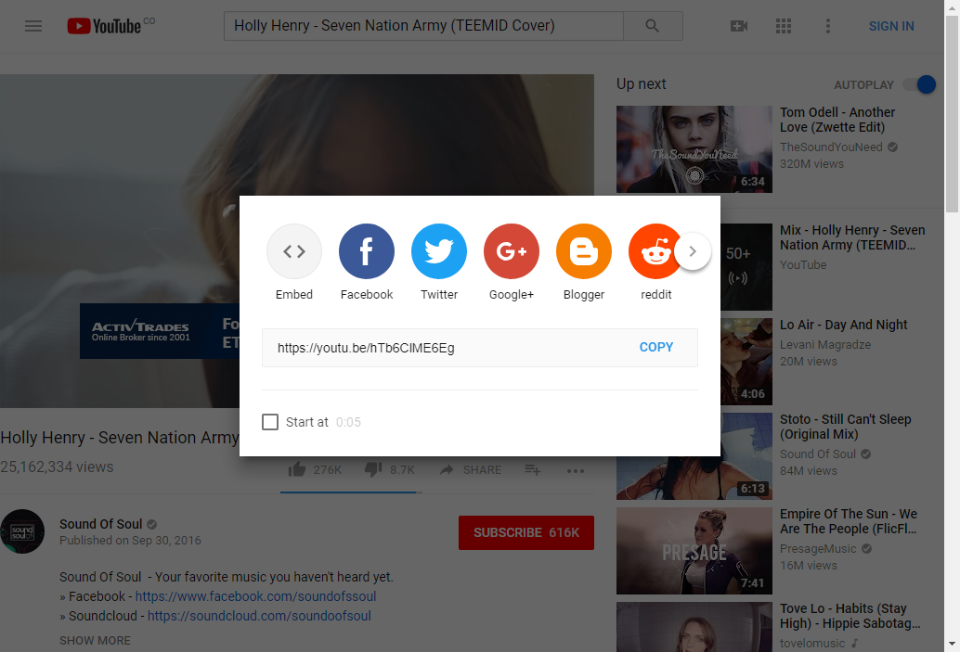 YouTube CO
Holly Henry - Seven Nation Army (TEEMID Cover)
SIGN IN
Embed
Facebook
G+
Twitter
Google+
Blogger
reddit
https://youtu.be/hTb6ClME6Eg
COPY
Start at 0:05
ACTIVTRADES
Online Broker since 2001
Fo
ET
Holly Henry - Seven Nation Army
25,162,334 views
276K
8.7K
SHARE
Sound Of Soul
Published on Sep 30, 2016
SUBSCRIBE 616K
Sound Of Soul - Your favorite music you haven't heard yet.
» Facebook - https://www.facebook.com/soundofssoul
» Soundcloud - https://soundcloud.com/soundoofsoul
SHOW MORE
Up next
AUTOPLAY
TheSoundYouNeed
6:34
Tom Odell - Another
Love (Zwette Edit)
TheSoundYouNeed
320M views
50+
Mix - Holly Henry - Seven
Nation Army (TEEMID…
YouTube
4:06
Lo Air - Day And Night
Levani Magradze
20M views
6:13
Stoto - Still Can't Sleep
(Original Mix)
Sound Of Soul
84M views
PRESAGE
7:41
Empire Of The Sun - We
Are The People (FlicFl…
PresageMusic
16M views
Tove Lo - Habits (Stay
High) - Hippie Sabotag…
tovelomusic